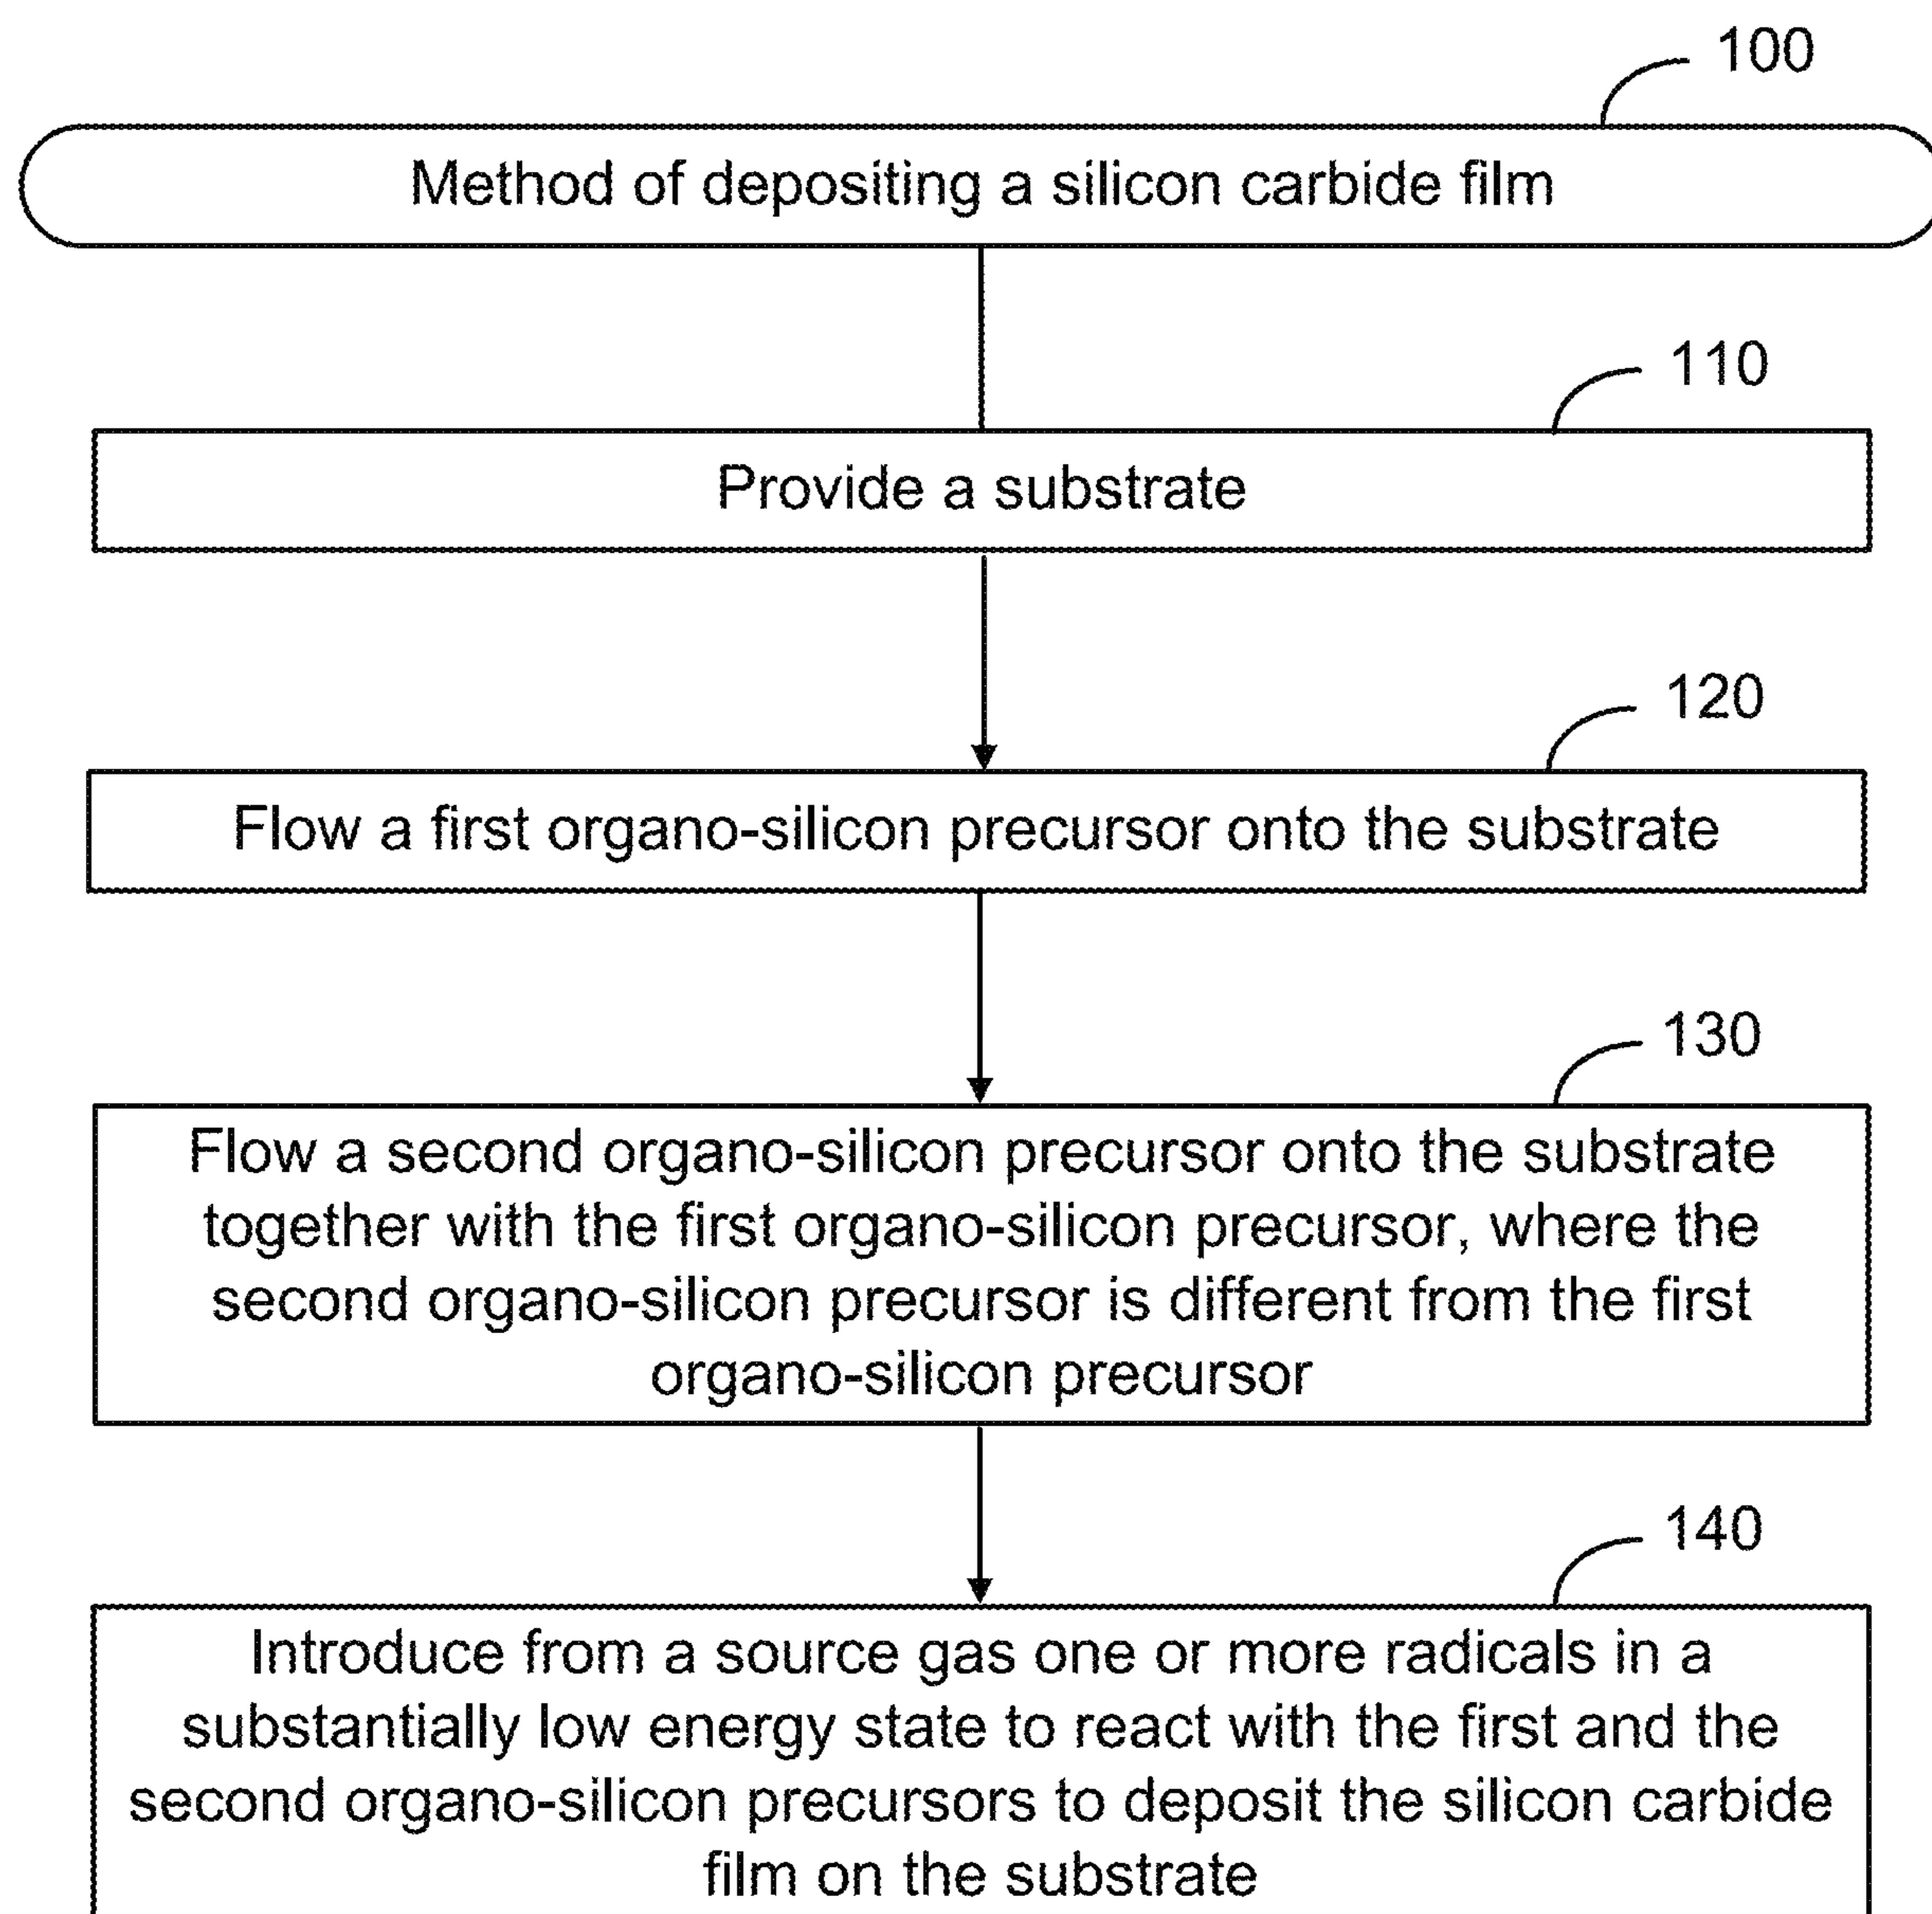 100
Method of depositing a silicon carbide film
110
Provide a substrate
120
Flow a first organo-silicon precursor onto the substrate
130
Flow a second organo-silicon precursor onto the substrate
together with the first organo-silicon precursor, where the
second organo-silicon precursor is different from the first
organo-silicon precursor
140
Introduce from a source gas one or more radicals in a
substantially low energy state to react with the first and the
second organo-silicon precursors to deposit the silicon carbide
film on the substrate